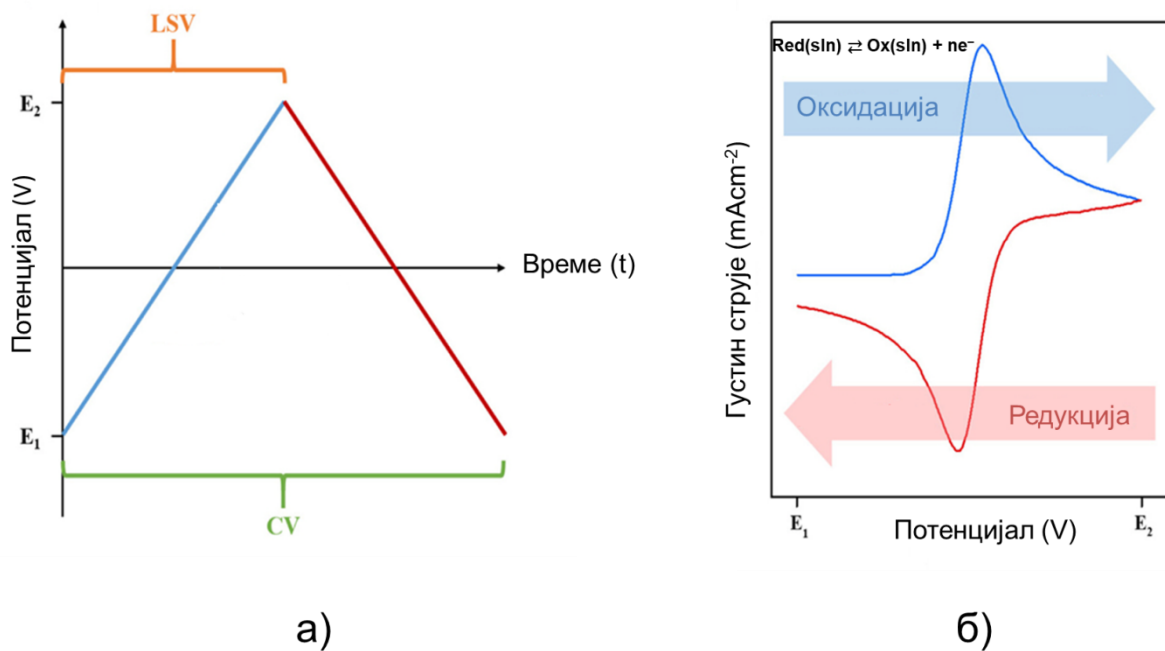 LSV
E₂
Потенцијал (V)
Време (t)
E₁
CV
а)
Red(sln) ⇄ Ox(sln) + ne⁻
Оксидација
Густин струје (mAcm⁻²)
Редукција
E₁
Потенцијал (V)
E₂
б)